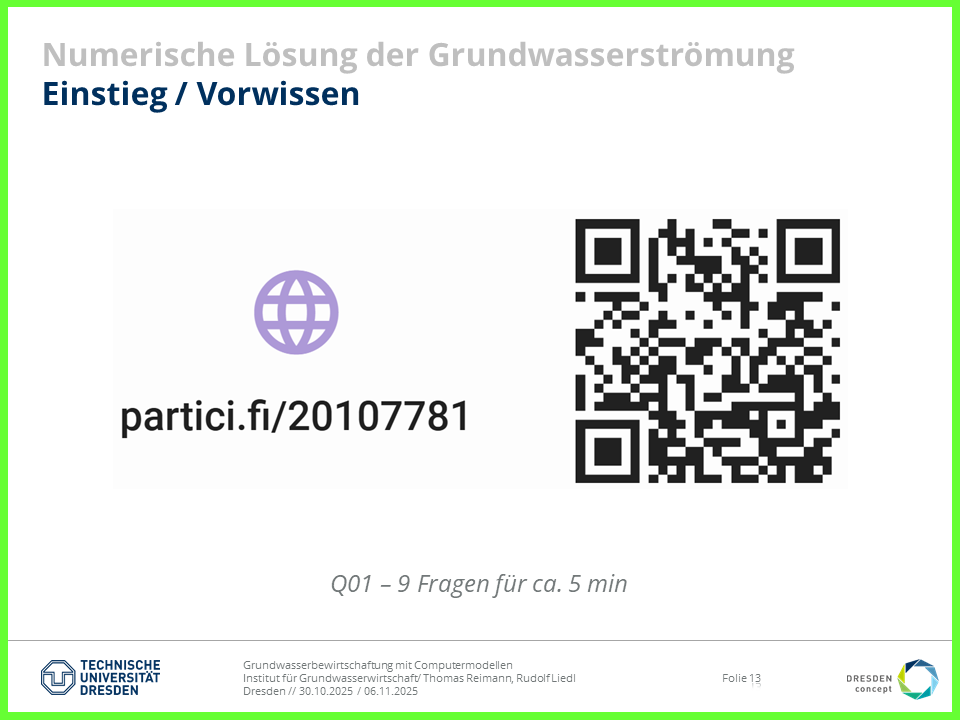 Numerische Lösung der Grundwasserströmung
Einstieg / Vorwissen
partici.fi/20107781
Q01 – 9 Fragen für ca. 5 min
TECHNISCHE
UNIVERSITÄT
DRESDEN
Grundwasserbewirtschaftung mit Computermodellen
Institut für Grundwasserwirtschaft/ Thomas Reimann, Rudolf Liedl
Dresden // 30.10.2025 / 06.11.2025
Folie 13
DRESDEN
concept